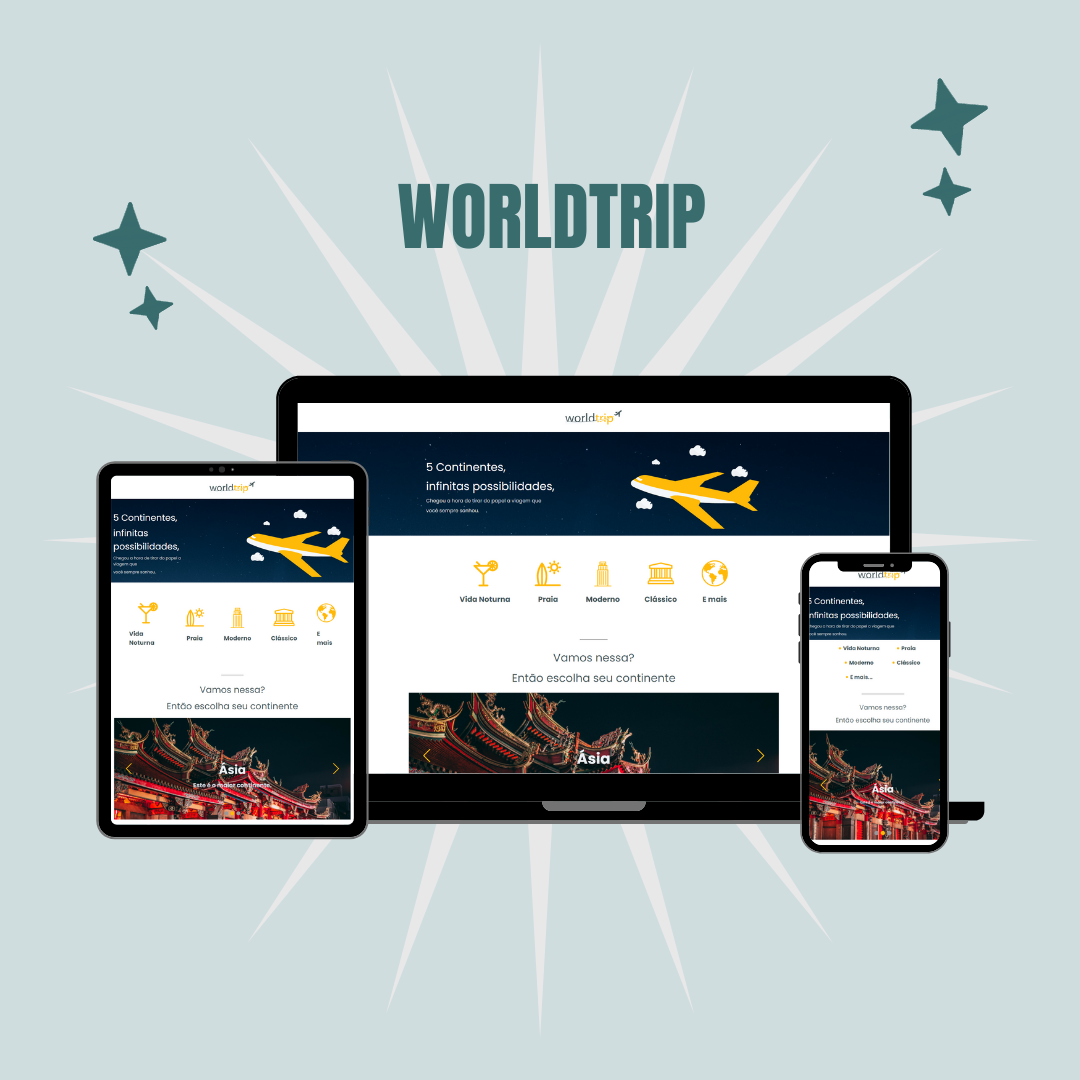 WORLDTRIP
worldtrip
5 Continentes,
infinitas possibilidades,
Chegou a hora de tirar do papel a viagem que
você sempre sonhou.
Vida Noturna
Praia
Moderno
Clássico
E mais
Vamos nessa?
Então escolha seu continente
Ásia
worldtrip
5 Continentes,
infinitas
possibilidades,
Chegou a hora de tirar do papel a
viagem que
você sempre sonhou.
Vida
Noturna
Praia
Moderno
Clássico
E
mais
Vamos nessa?
Então escolha seu continente
Ásia
Este é o maior continente.
worldtrip
5 Continentes,
infinitas possibilidades,
Chegou a hora de tirar do papel a viagem que
você sempre sonhou.
Vida Noturna
Praia
Moderno
Clássico
E mais...
Vamos nessa?
Então escolha seu continente
Ásia